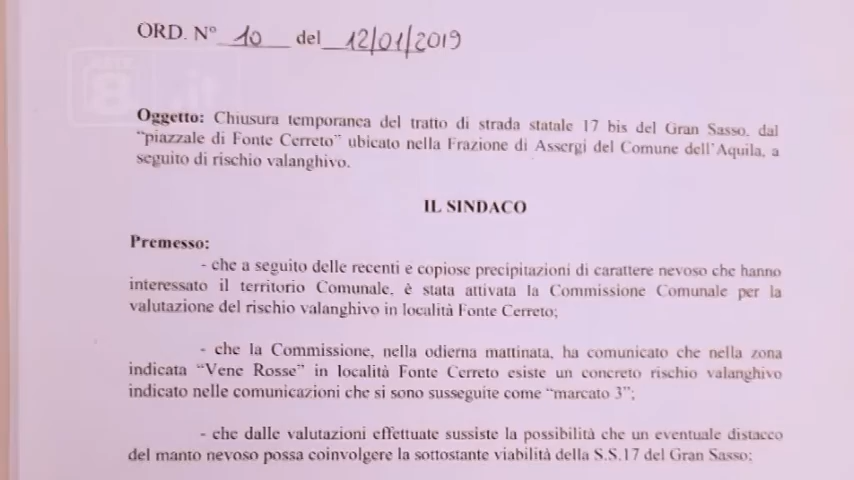 ORD. N° 10 del 12/01/2019
Oggetto: Chiusura temporanea del tratto di strada statale 17 bis del Gran Sasso, dal
"piazzale di Fonte Cerreto" ubicato nella Frazione di Assergi del Comune dell'Aquila, a
seguito di rischio valanghivo.
IL SINDACO
Premesso:
- che a seguito delle recenti e copiose precipitazioni di carattere nevoso che hanno
interessato il territorio Comunale, è stata attivata la Commissione Comunale per la
valutazione del rischio valanghivo in località Fonte Cerreto;
- che la Commissione, nella odierna mattinata, ha comunicato che nella zona
indicata "Vene Rosse" in località Fonte Cerreto esiste un concreto rischio valanghivo
indicato nelle comunicazioni che si sono susseguite come "marcato 3";
- che dalle valutazioni effettuate sussiste la possibilità che un eventuale distacco
del manto nevoso possa coinvolgere la sottostante viabilità della S.S.17 del Gran Sasso;